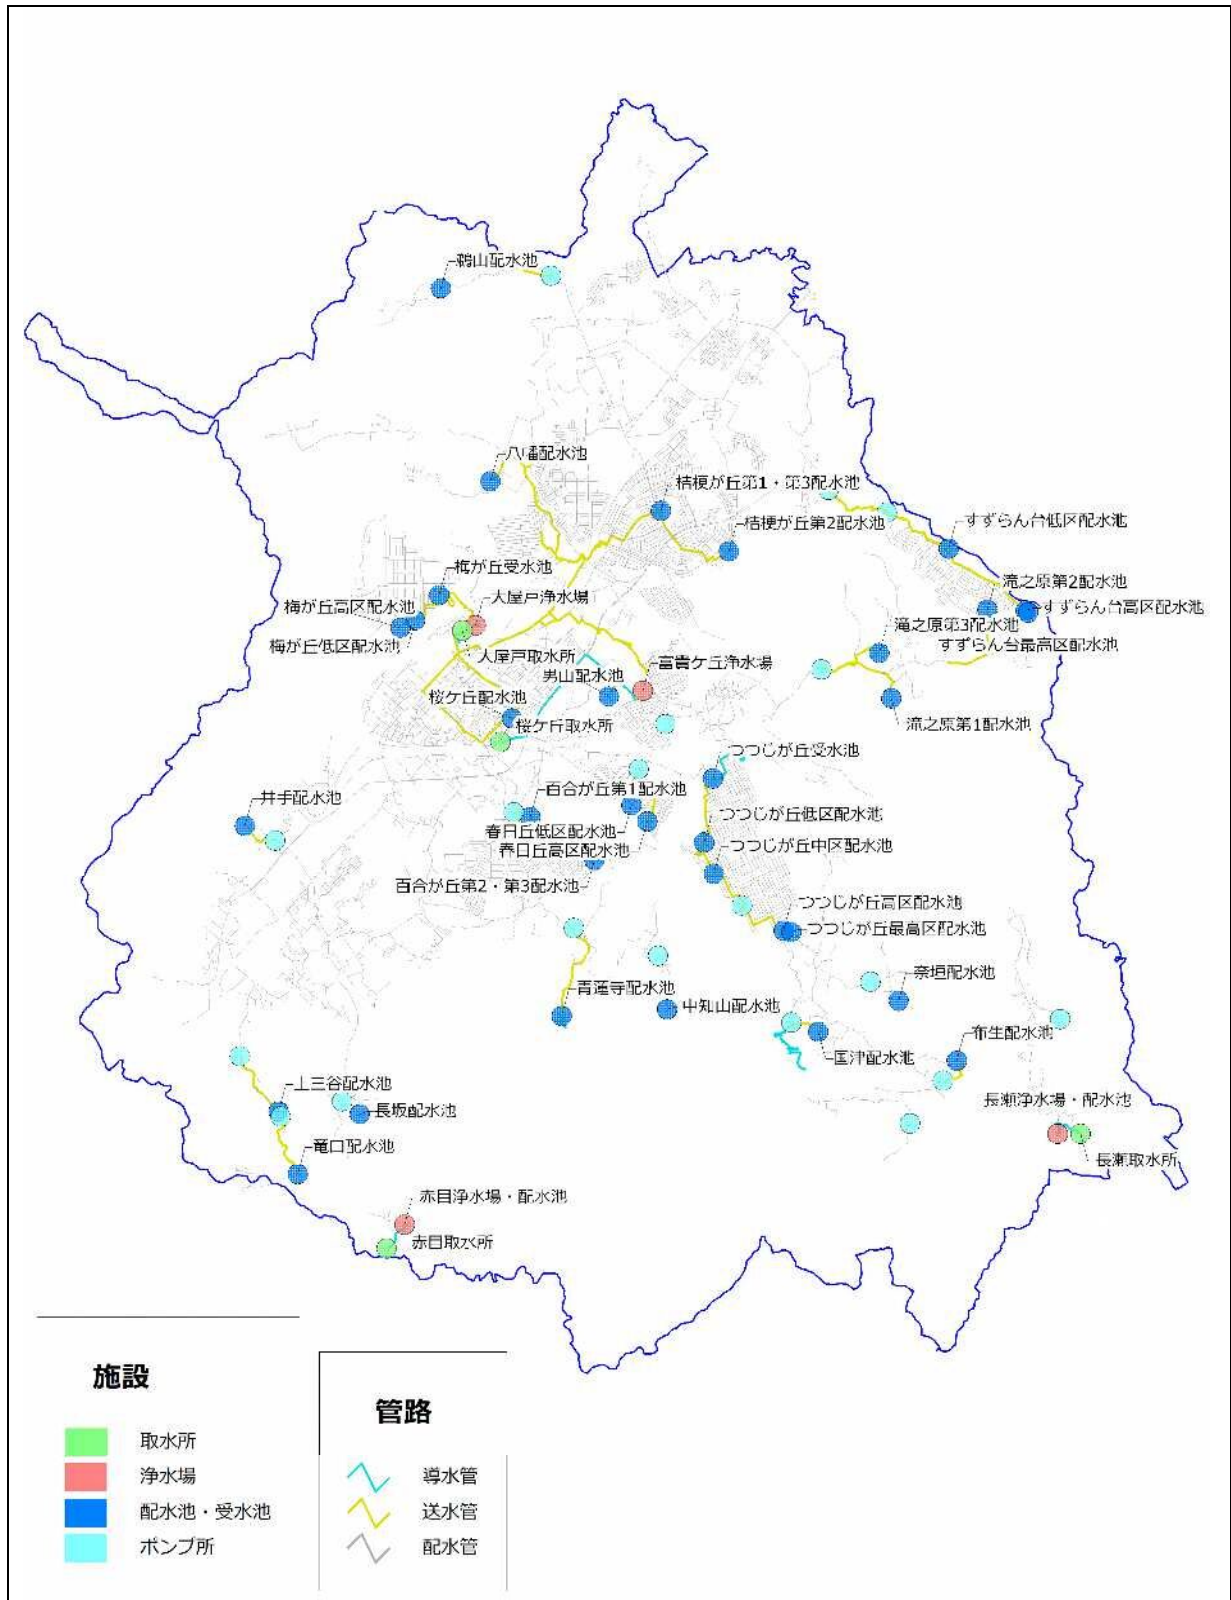 鵜山配水池
八幡配水池
桔梗が丘第1・第3配水池
桔梗が丘第2配水池
すずらん台低区配水池
梅が丘受水池
滝之原第2配水池
大屋戸浄水場
梅が丘高区配水池
すずらん台高区配水池
滝之原第3配水池
梅が丘低区配水池
すずらん台最高区配水池
大屋戸取水所
富貴ケ丘浄水場
男山配水池
桜ケ丘配水池
桜ケ丘取水所
滝之原第1配水池
つつじが丘受水池
百合が丘第1配水池
井手配水池
つつじが丘低区配水池
春日丘低区配水池
つつじが丘中区配水池
春日丘高区配水池
百合が丘第2・第3配水池
つつじが丘高区配水池
つつじが丘最高区配水池
奈垣配水池
青蓮寺配水池
中知山配水池
布生配水池
国津配水池
上三谷配水池
長瀬浄水場・配水池
長坂配水池
竜口配水池
長瀬取水所
赤目浄水場・配水池
赤目取水所
施設
取水所
浄水場
配水池・受水池
ポンプ所
管路
導水管
送水管
配水管